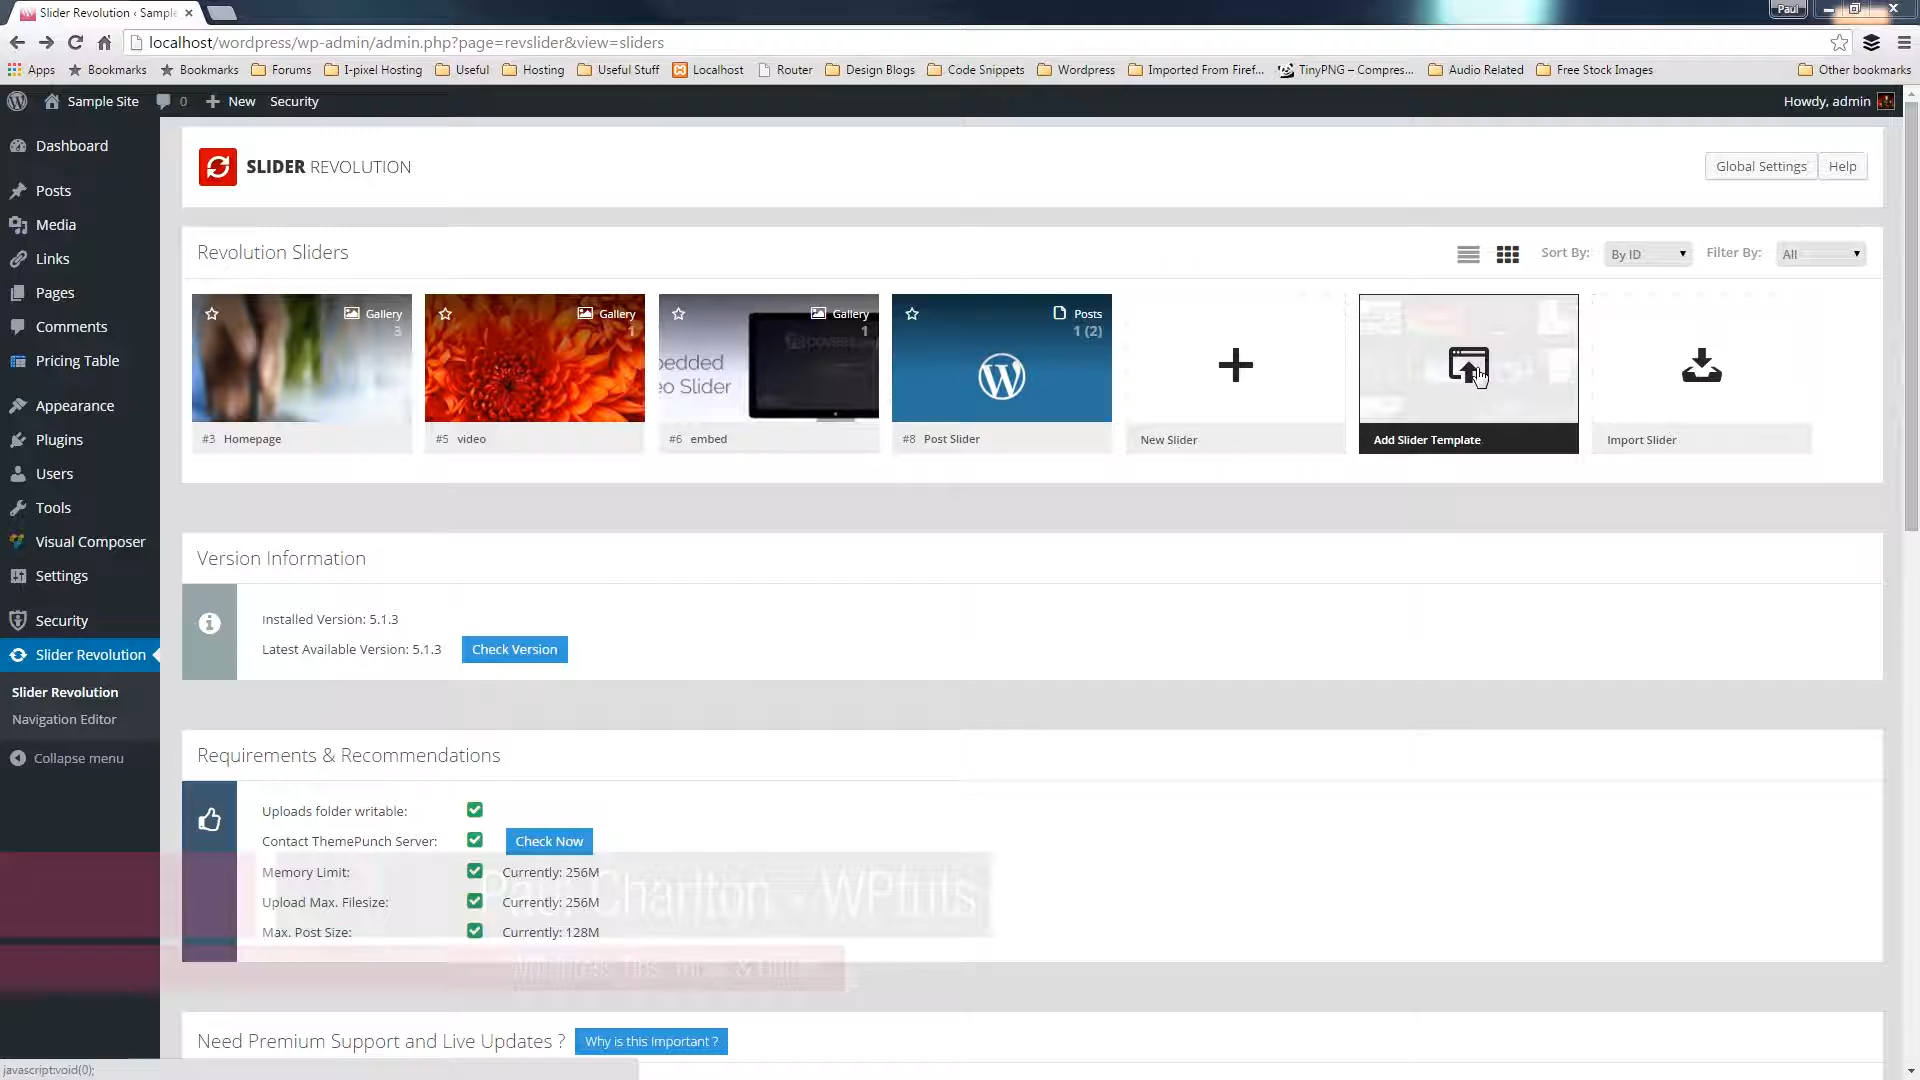 Slider Revolution ‹ Sample
Paul
localhost/wordpress/wp-admin/admin.php?page=revslider&view=sliders
Apps Bookmarks Bookmarks Forums I-pixel Hosting Useful Hosting Useful Stuff Localhost Router Design Blogs Code Snippets Wordpress Imported From Firef... TinyPNG – Compres... Audio Related Free Stock Images Other bookmarks
Sample Site 0 New Security Howdy, admin
Dashboard
Posts
Media
Links
Pages
Comments
Pricing Table
Appearance
Plugins
Users
Tools
Visual Composer
Settings
Security
Slider Revolution
Slider Revolution
Navigation Editor
Collapse menu
SLIDER REVOLUTION
Global Settings Help
Revolution Sliders
Sort By: By ID Filter By: All
Gallery
3
#3 Homepage
Gallery
1
#5 video
Gallery
1
#6 embed
Posts
1 (2)
#8 Post Slider
New Slider
Add Slider Template
Import Slider
Version Information
Installed Version: 5.1.3
Latest Available Version: 5.1.3 Check Version
Requirements & Recommendations
Uploads folder writable:
Contact ThemePunch Server: Check Now
Memory Limit: Currently: 256M
Upload Max. Filesize: Currently: 256M
Max. Post Size: Currently: 128M
Paul Charlton - WPtuts
Need Premium Support and Live Updates ? Why is this Important ?
javascript:void(0);